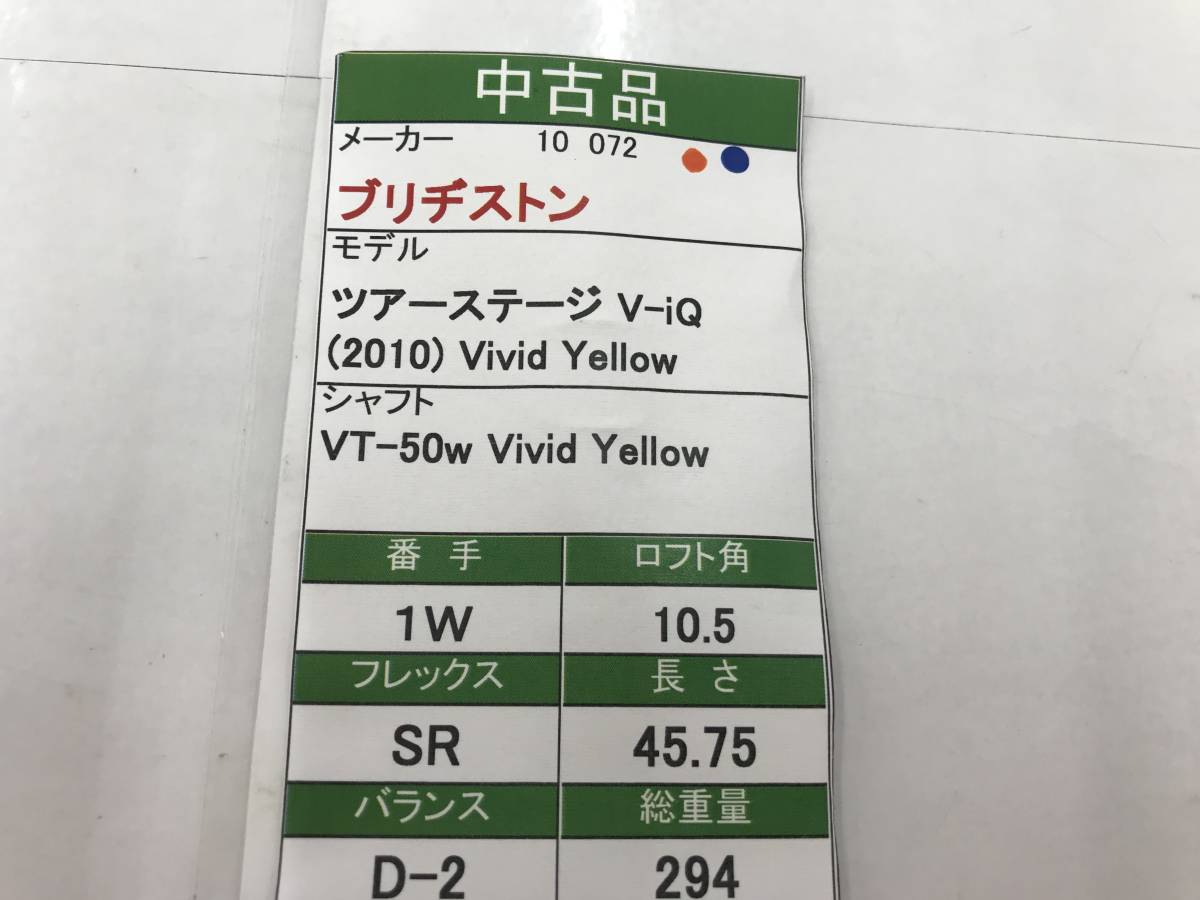 中古品
メーカー 10 072
ブリヂストン
モデル
ツアーステージ V-iQ
(2010) Vivid Yellow
シャフト
VT-50w Vivid Yellow
番 手 ロフト角
1W 10.5
フレックス 長 さ
SR 45.75
バランス 総重量
D-2 294